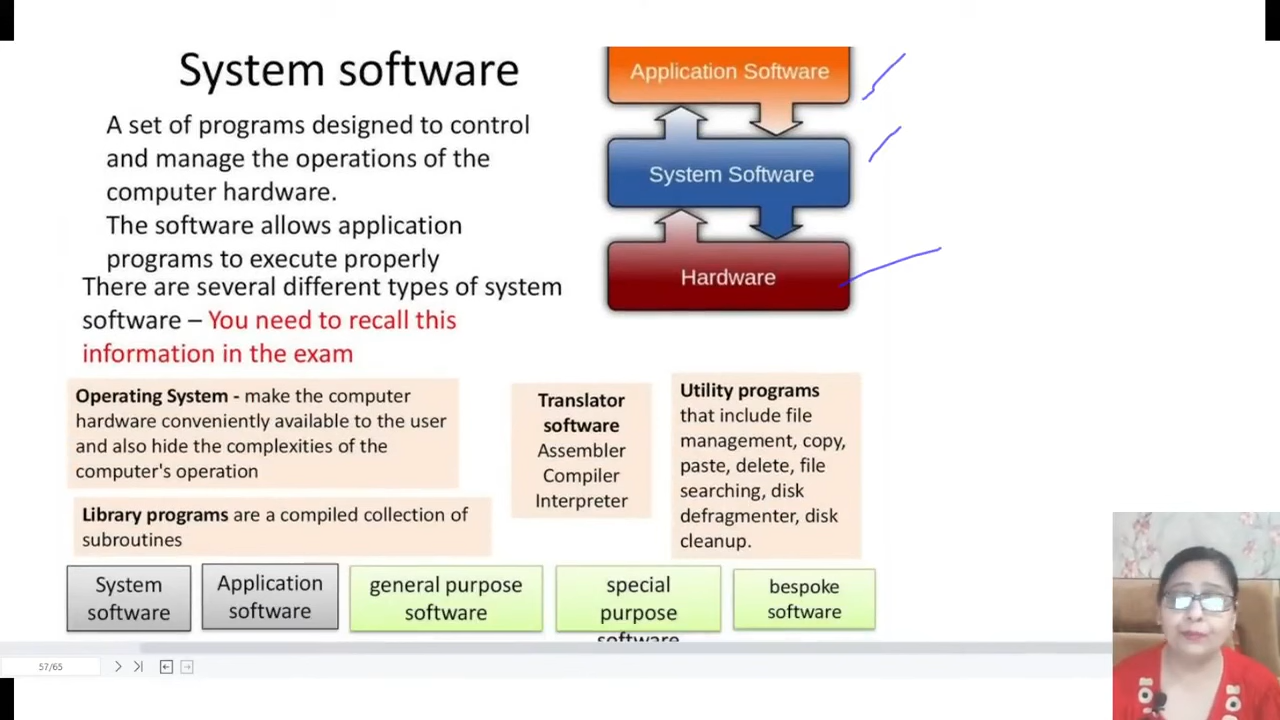 System software
A set of programs designed to control
and manage the operations of the
computer hardware.
The software allows application
programs to execute properly
There are several different types of system
software – You need to recall this
information in the exam
Application Software
System Software
Hardware
Operating System - make the computer
hardware conveniently available to the user
and also hide the complexities of the
computer's operation
Library programs are a compiled collection of
subroutines
Translator
software
Assembler
Compiler
Interpreter
Utility programs
that include file
management, copy,
paste, delete, file
searching, disk
defragmenter, disk
cleanup.
System
software
Application
software
general purpose
software
special
purpose
software
bespoke
software
57/65